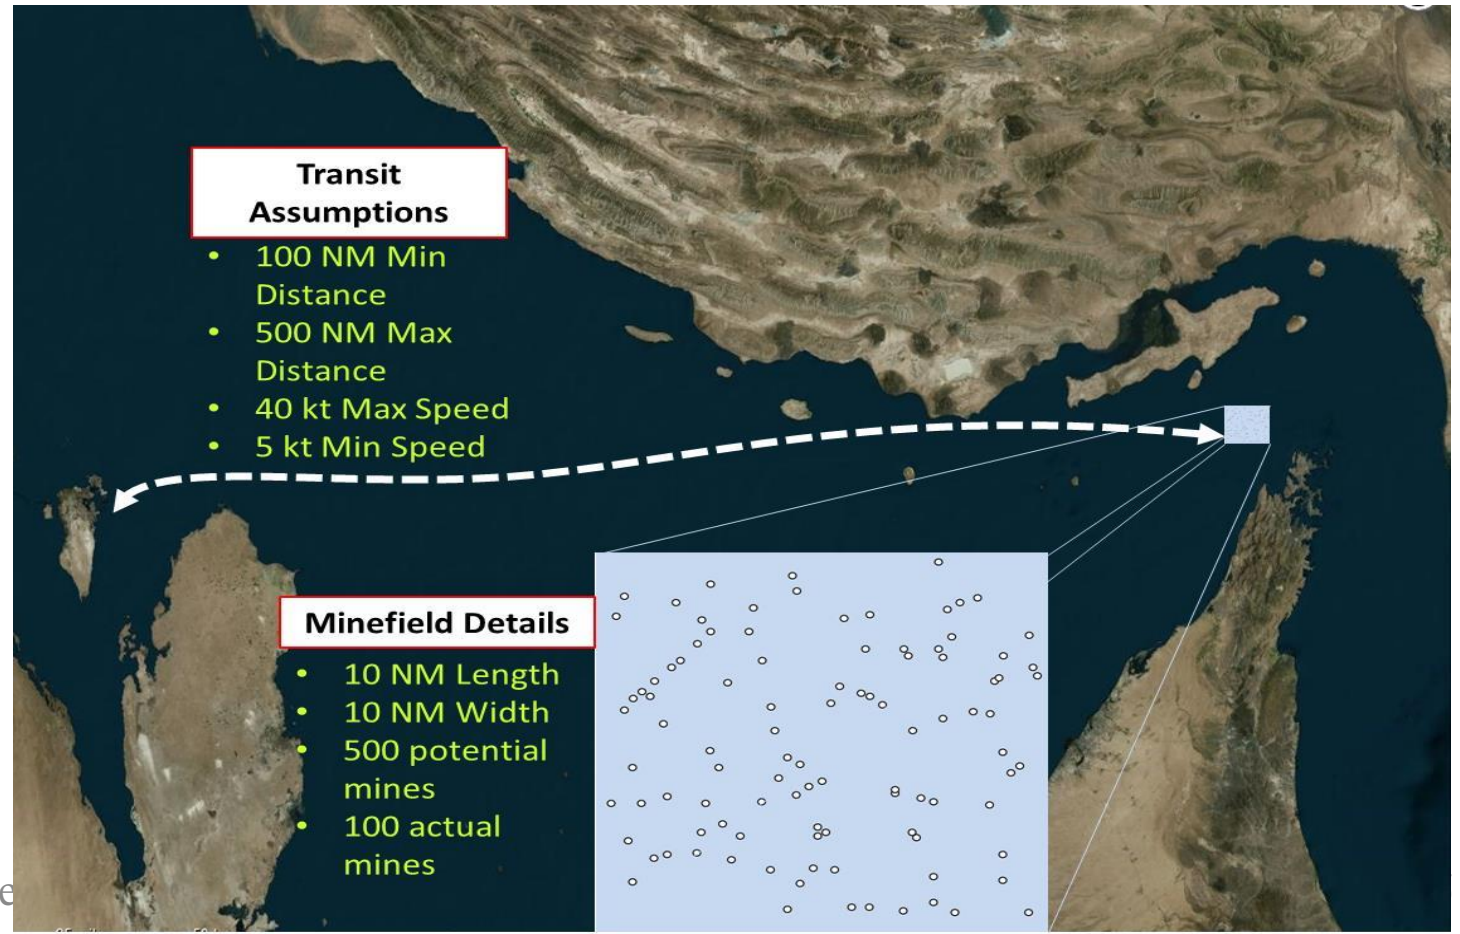 Transit
Assumptions
• 100 NM Min
Distance
• 500 NM Max
Distance
• 40 kt Max Speed
• 5 kt Min Speed
Minefield Details
• 10 NM Length
• 10 NM Width
• 500 potential
mines
• 100 actual
mines
e